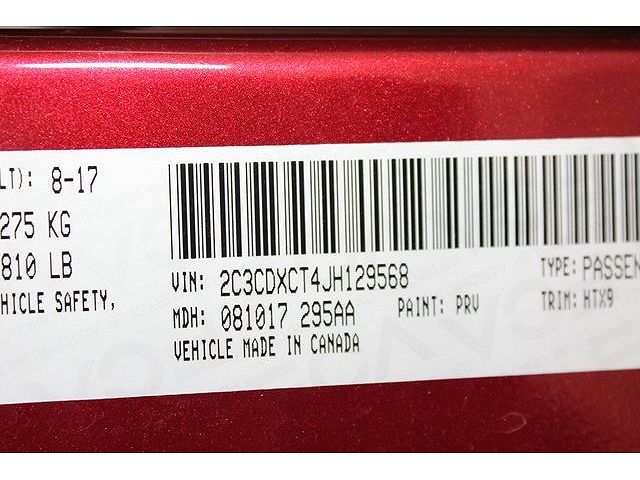 LT): 8-17
275 KG
810 LB
HICLE SAFETY,
VIN: 2C3CDXCT4JH129568
TYPE: PASSEN
MDH: 081017 295AA
PAINT: PRV
TRIM: HTX9
VEHICLE MADE IN CANADA